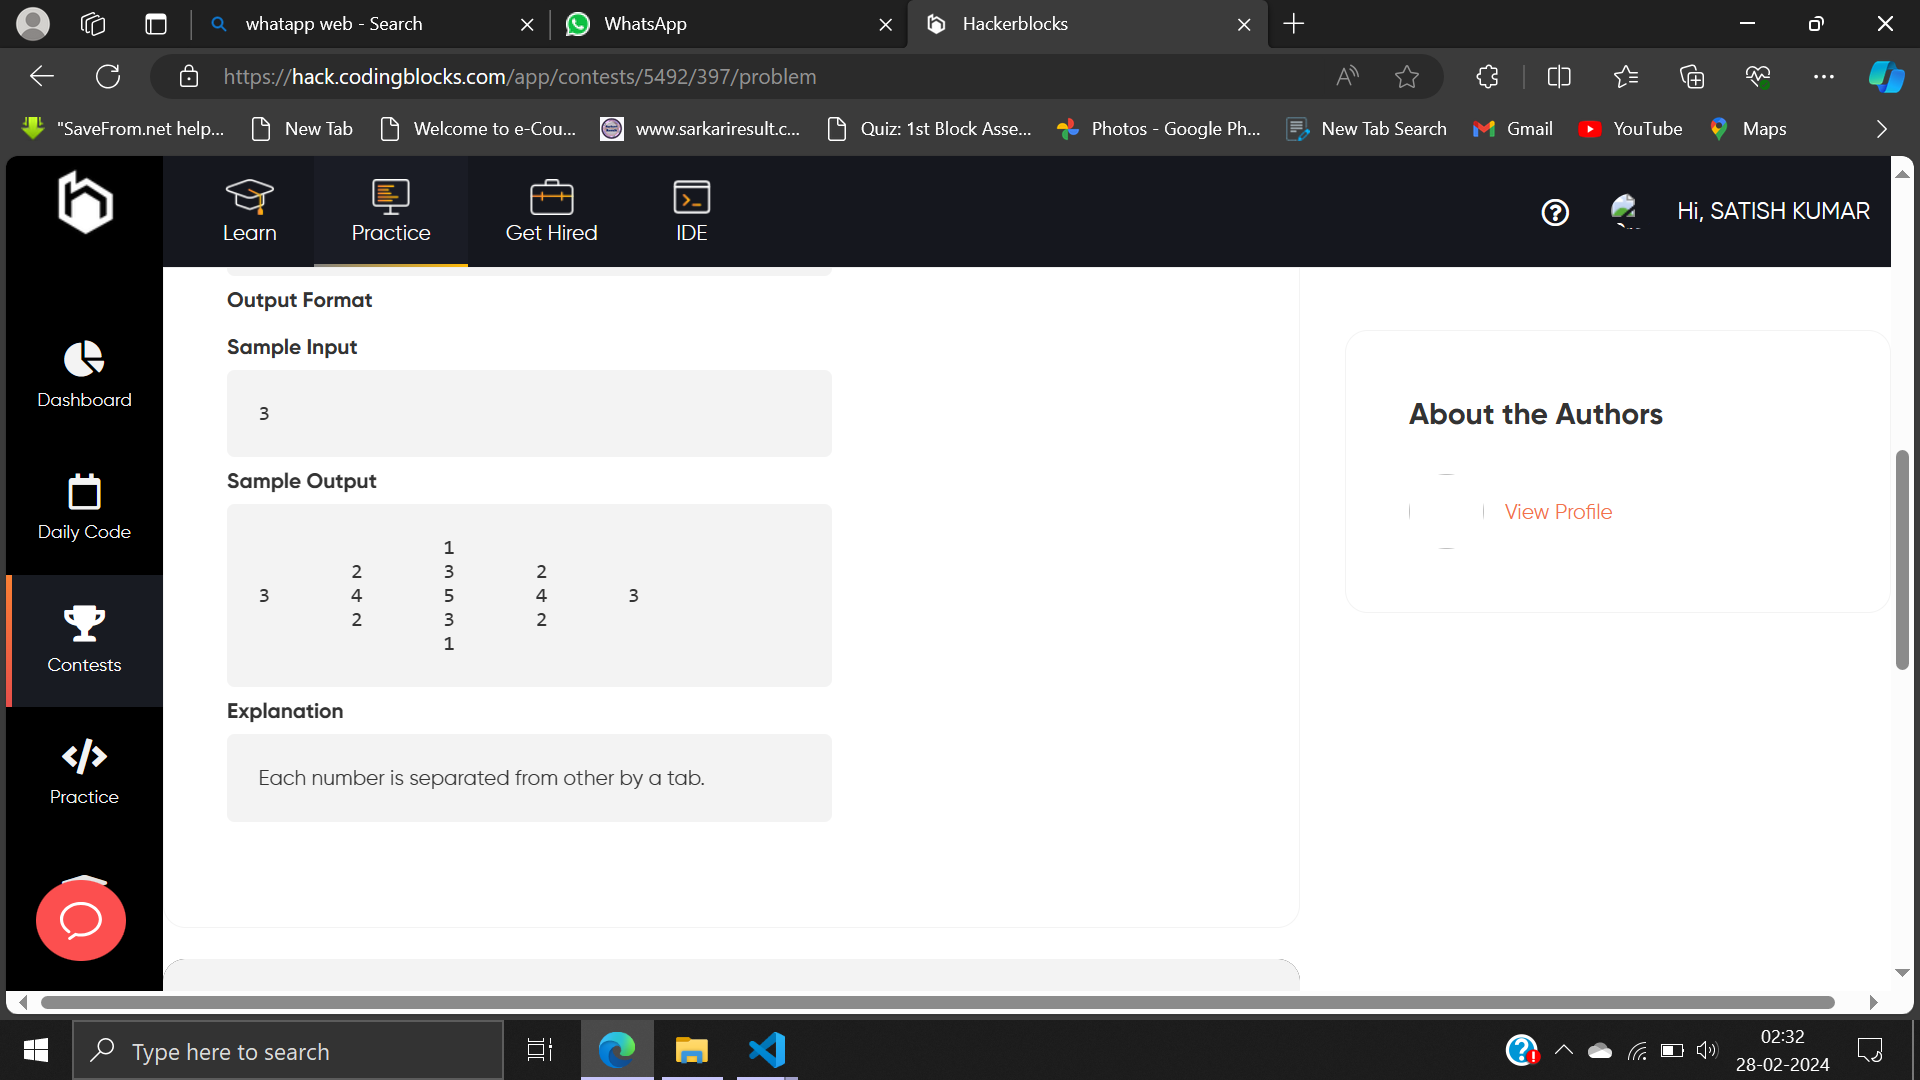 whatapp web - Search
WhatsApp
Hackerblocks
https://hack.codingblocks.com/app/contests/5492/397/problem
"SaveFrom.net help...
New Tab
Welcome to e-Cou...
www.sarkariresult.c...
Quiz: 1st Block Asse...
Photos - Google Ph...
New Tab Search
Gmail
YouTube
Maps
Learn
Practice
Get Hired
IDE
Hi, SATISH KUMAR
Dashboard
Daily Code
Contests
Practice
Output Format
Sample Input
3
Sample Output
1
2 3 2
3 4 5 4 3
2 3 2
1
Explanation
Each number is separated from other by a tab.
About the Authors
View Profile
Type here to search
02:32
28-02-2024